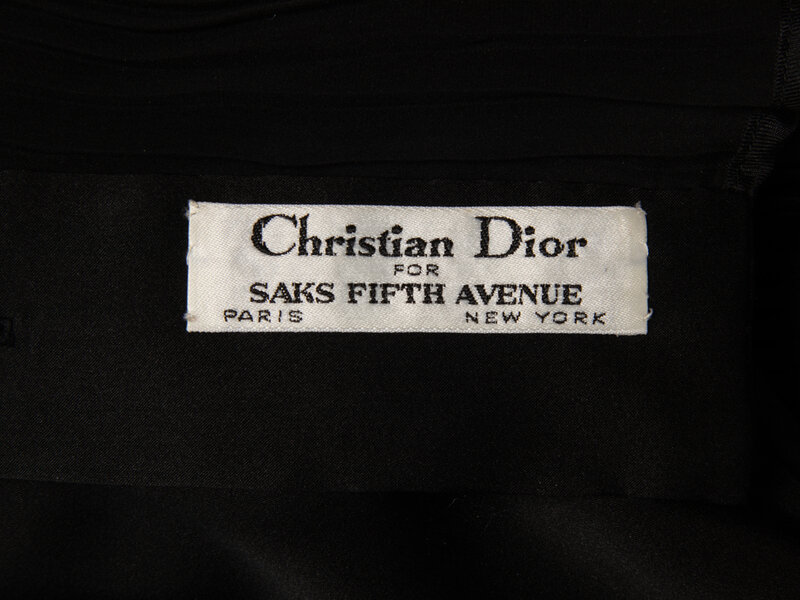 Christian Dior
FOR
SAKS FIFTH AVENUE
PARIS NEW YORK